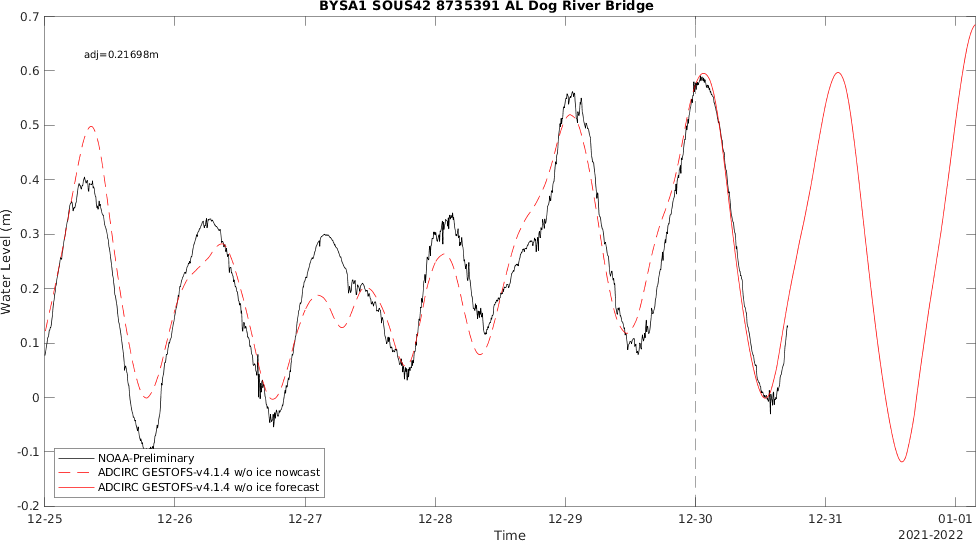 BYSA1 SOUS42 8735391 AL Dog River Bridge
adj=0.21698m
Water Level (m)
0.7
0.6
0.5
0.4
0.3
0.2
0.1
0
-0.1
-0.2
NOAA-Preliminary
ADCIRC GESTOFS-v4.1.4 w/o ice nowcast
ADCIRC GESTOFS-v4.1.4 w/o ice forecast
12-25 12-26 12-27 12-28 12-29 12-30 12-31 01-01
Time
2021-2022